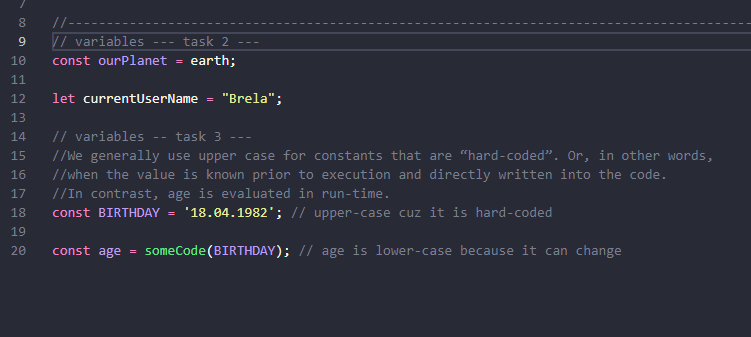 7
8 //------------------------------------------------------------------------------------------
9 // variables --- task 2 ---
10 const ourPlanet = earth;
11
12 let currentUserName = "Brela";
13
14 // variables -- task 3 ---
15 //We generally use upper case for constants that are “hard-coded”. Or, in other words,
16 //when the value is known prior to execution and directly written into the code.
17 //In contrast, age is evaluated in run-time.
18 const BIRTHDAY = '18.04.1982'; // upper-case cuz it is hard-coded
19
20 const age = someCode(BIRTHDAY); // age is lower-case because it can change